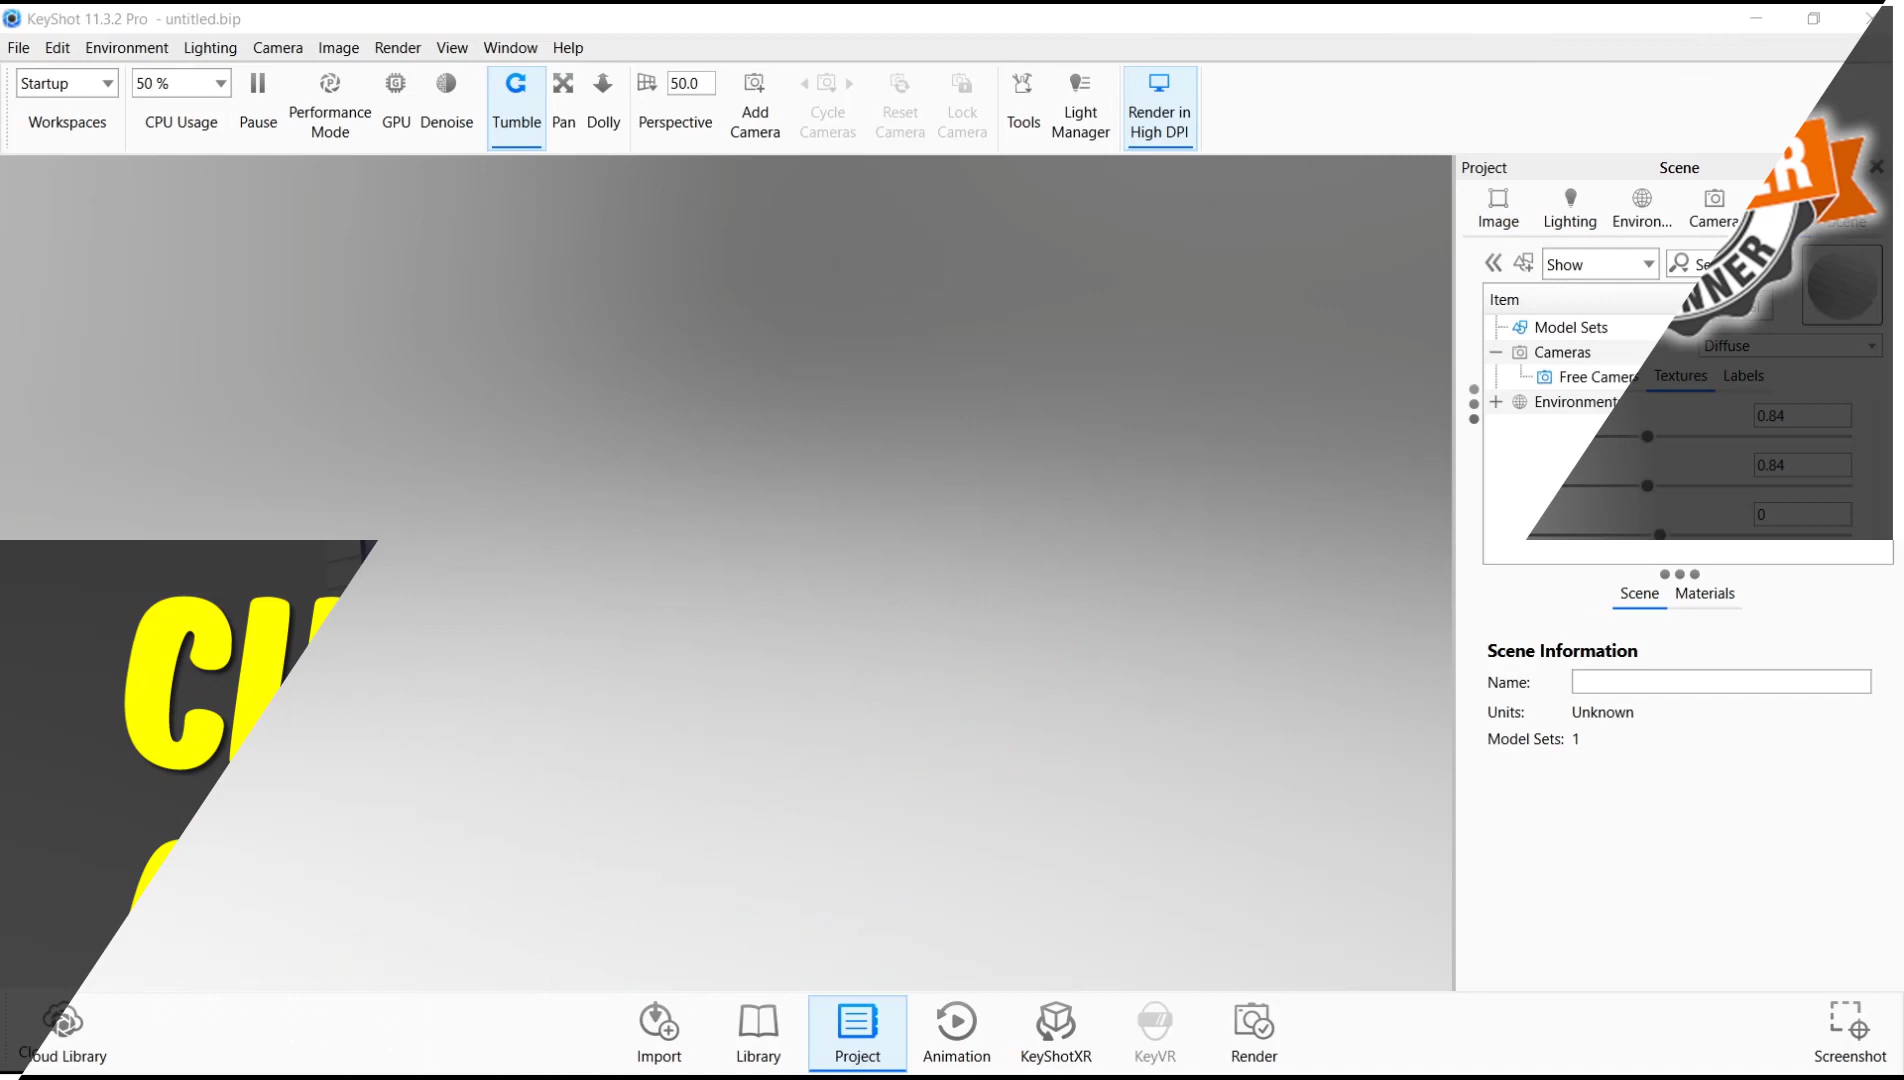 KeyShot 11.3.2 Pro - untitled.bip
File Edit Environment Lighting Camera Image Render View Window Help
Startup 50 % 50.0
Workspaces CPU Usage Pause Performance Mode GPU Denoise Tumble Pan Dolly Perspective Add Camera Cycle Cameras Reset Camera Lock Camera Tools Light Manager Render in High DPI
Project Scene
Image Lighting Environ... Camera
Show
WNER
Item
Model Sets
Cameras
Diffuse
Free Camer
Textures Labels
Environment
0.84
0.84
0
Scene Materials
Scene Information
Name:
Units: Unknown
Model Sets: 1
Cloud Library Import Library Project Animation KeyShotXR KeyVR Render Screenshot